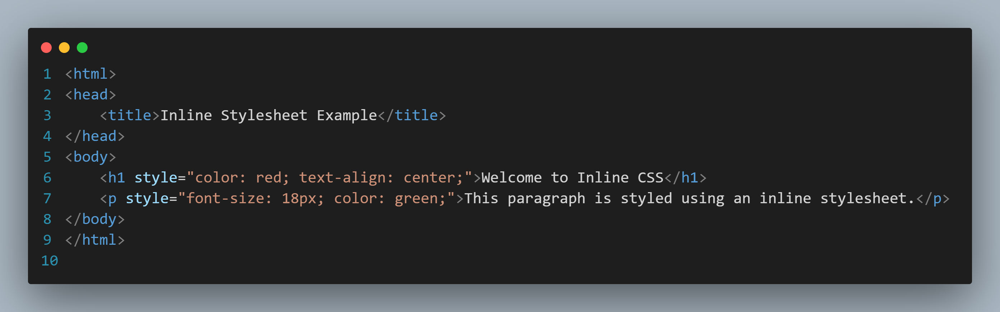 1 <html>
2 <head>
3     <title>Inline Stylesheet Example</title>
4 </head>
5 <body>
6     <h1 style="color: red; text-align: center;">Welcome to Inline CSS</h1>
7     <p style="font-size: 18px; color: green;">This paragraph is styled using an inline stylesheet.</p>
8 </body>
9 </html>
10